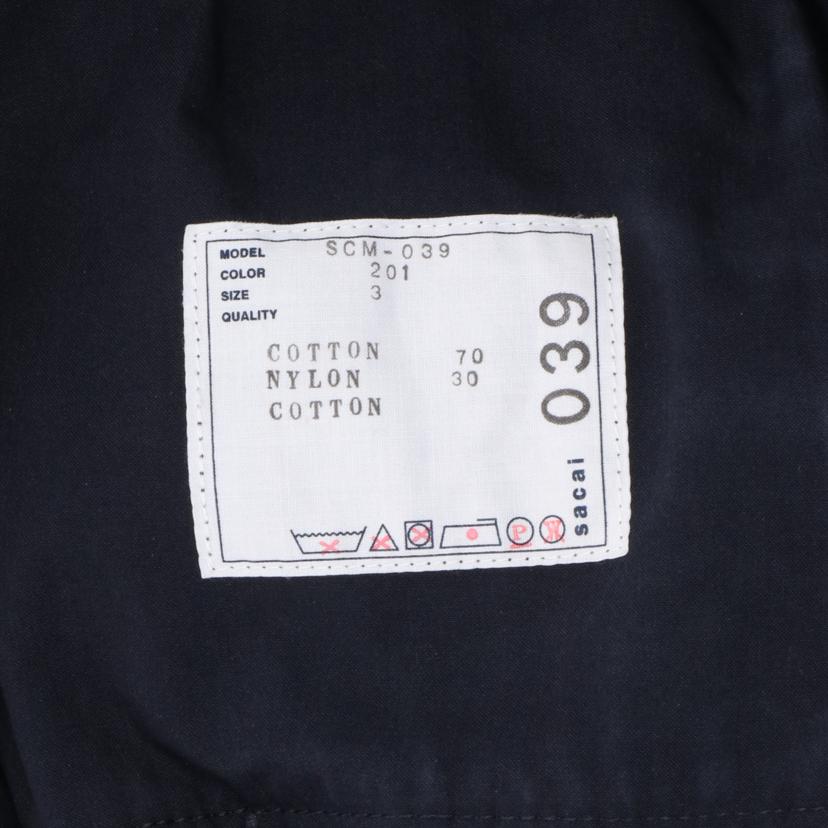 MODEL SCM-039
COLOR 201
SIZE 3
QUALITY
COTTON 70
NYLON 30
COTTON
039
sacai
P
W